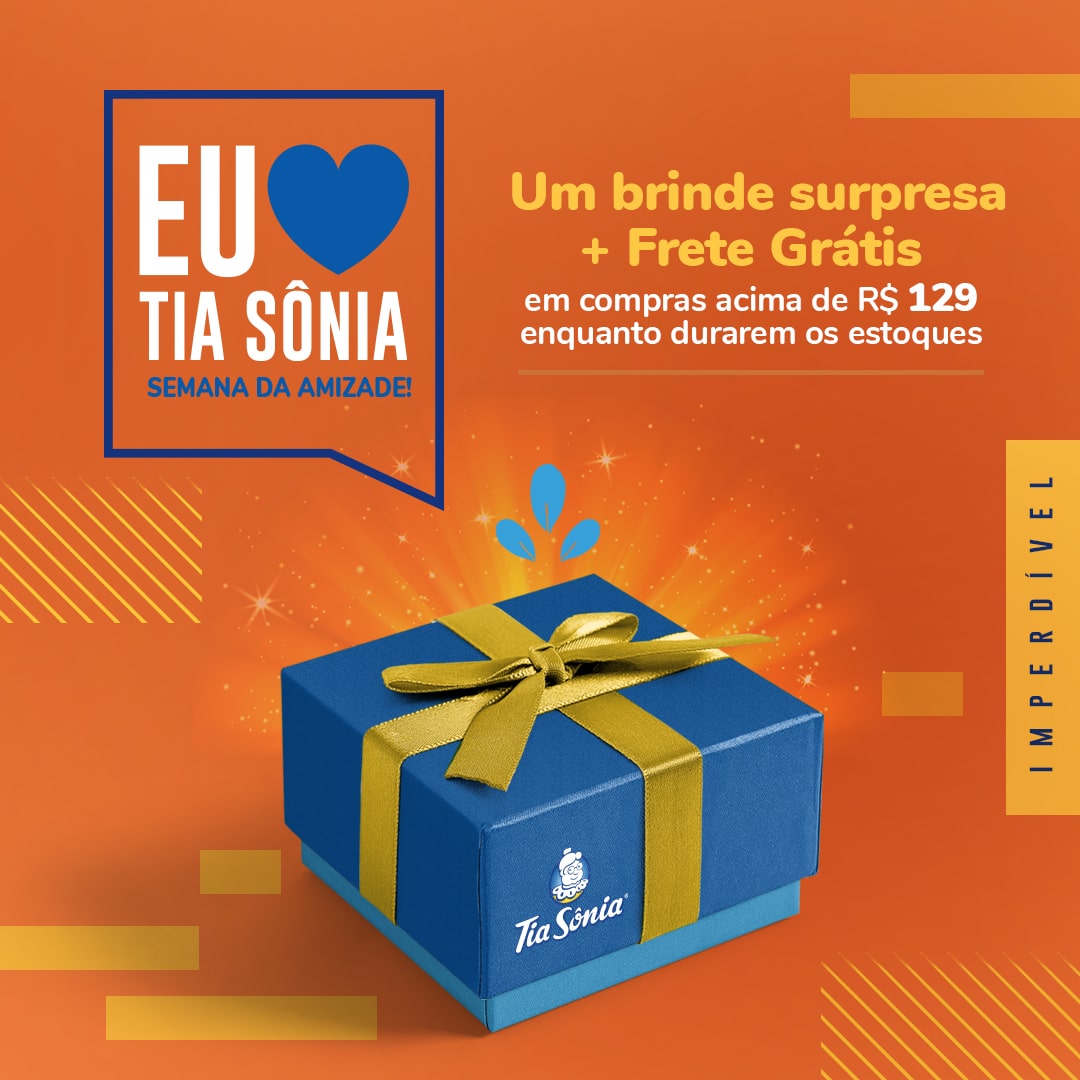 EU
TIA SÔNIA
SEMANA DA AMIZADE!
Um brinde surpresa
+ Frete Grátis
em compras acima de R$ 129
enquanto durarem os estoques
IMPERDÍVEL
Tia Sônia®